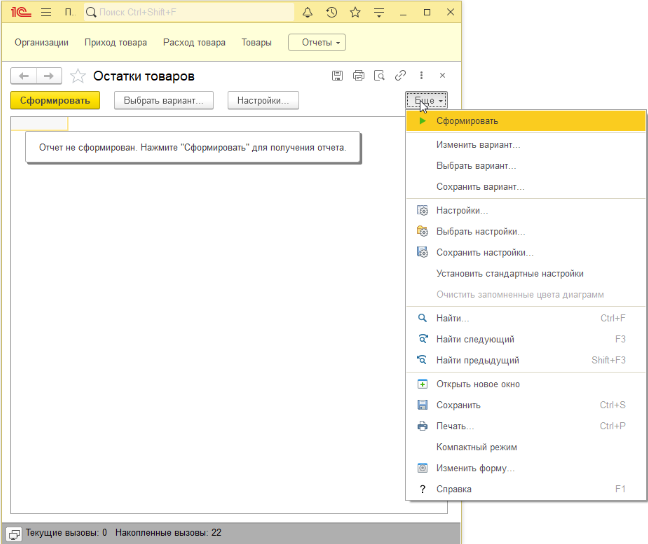 1С П.. Поиск Ctrl+Shift+F
Организации Приход товара Расход товара Товары Отчеты
Остатки товаров
Сформировать Выбрать вариант... Настройки... Еще
Отчет не сформирован. Нажмите "Сформировать" для получения отчета.
Сформировать
Изменить вариант...
Выбрать вариант...
Сохранить вариант...
Настройки...
Выбрать настройки...
Сохранить настройки...
Установить стандартные настройки
Очистить запомненные цвета диаграмм
Найти... Ctrl+F
Найти следующий F3
Найти предыдущий Shift+F3
Открыть новое окно
Сохранить Ctrl+S
Печать... Ctrl+P
Компактный режим
Изменить форму...
? Справка F1
Текущие вызовы: 0 Накопленные вызовы: 22